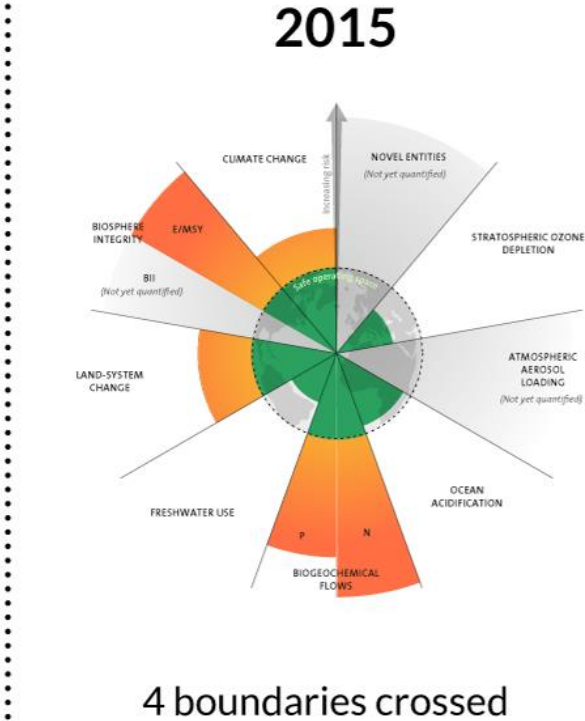 2015
CLIMATE CHANGE
Increasing risk
NOVEL ENTITIES
(Not yet quantified)
STRATOSPHERIC OZONE
DEPLETION
ATMOSPHERIC
AEROSOL
LOADING
(Not yet quantified)
OCEAN
ACIDIFICATION
N
P
BIOGEOCHEMICAL
FLOWS
FRESHWATER USE
LAND-SYSTEM
CHANGE
BII
(Not yet quantified)
BIOSPHERE
INTEGRITY
E/MSY
Safe operating space
4 boundaries crossed